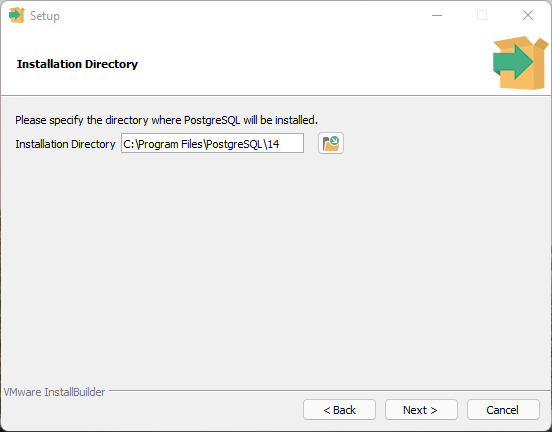 Setup
Installation Directory
Please specify the directory where PostgreSQL will be installed.
Installation Directory C:\Program Files\PostgreSQL\14
VMware InstallBuilder
< Back Next > Cancel